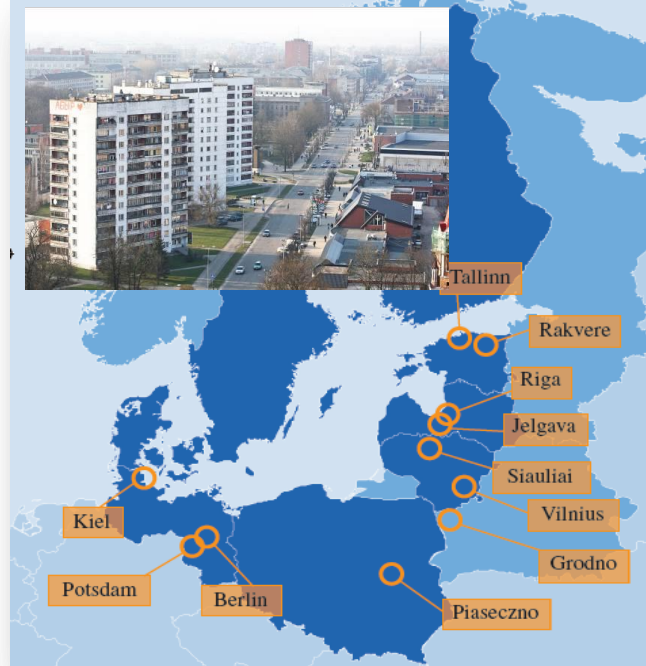 Tallinn
Rakvere
Riga
Jelgava
Siauliai
Vilnius
Kiel
Grodno
Potsdam
Berlin
Piaseczno